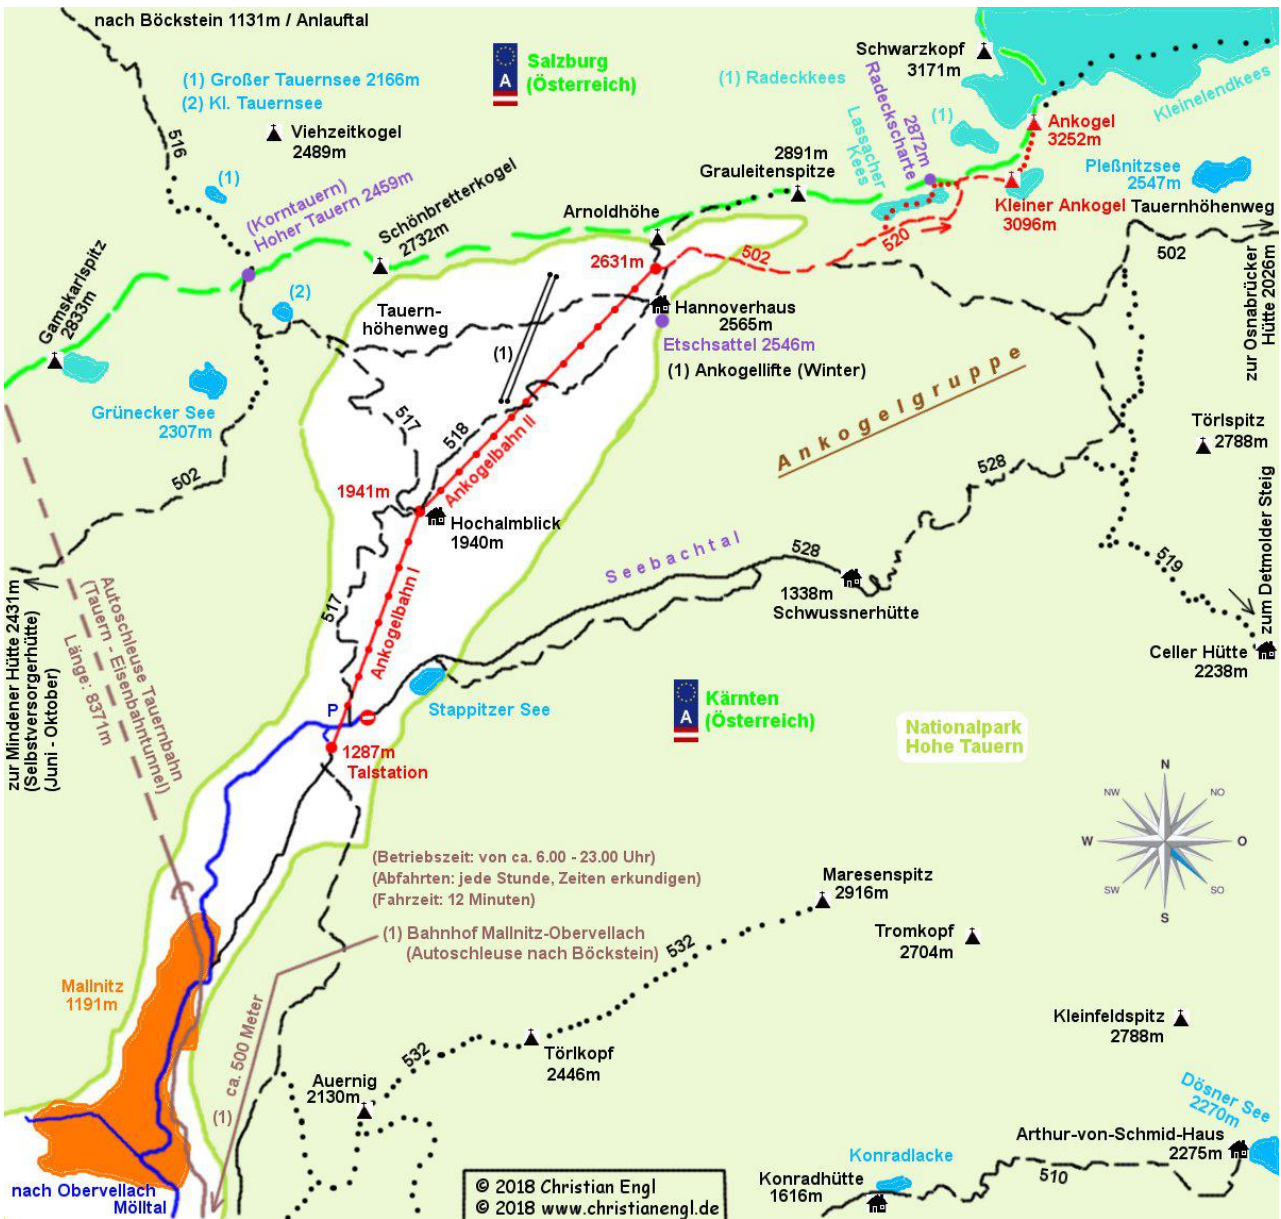 nach Böckstein 1131m / Anlauftal
(1) Großer Tauernsee 2166m
(2) Kl. Tauernsee
Viehzeitkogel
2489m
516
(1)
A
Salzburg
(Österreich)
(1) Radeckkees
Schwarzkopf
3171m
Radeckscharte
2872m
Lassacher
Kees
(1)
Kleinelendkees
Ankogel
3252m
Pleßnitzsee
2547m
2891m
Grauleitenspitze
Kleiner Ankogel
3096m
Tauernhöhenweg
502
(Korntauern)
Hoher Tauern 2459m
Schönbretterkogel
2732m
Arnoldhöhe
2631m
502
520
Gamskarlspitz
2833m
(2)
Tauern-
höhenweg
(1)
Hannoverhaus
2565m
Etschsattel 2546m
(1) Ankogellifte (Winter)
zur Osnabrücker
Hütte 2026m
Grünecker See
2307m
Ankogelgruppe
Törlspitz
2788m
517
518
Ankogelbahn II
502
1941m
Hochalmblick
1940m
528
zum Detmolder Steig
Seebachtal
528
1338m
Schwussnerhütte
519
Celler Hütte
2238m
zur Mindener Hütte 2431m
(Selbstversorgerhütte)
(Juni - Oktober)
Autoschleuse Tauernbahn
(Tauern - Eisenbahntunnel)
Länge: 8371m
517
Ankogelbahn I
P
Stappitzer See
A
Kärnten
(Österreich)
Nationalpark
Hohe Tauern
1287m
Talstation
N
NW
NO
W
O
SW
SO
S
(Betriebszeit: von ca. 6.00 - 23.00 Uhr)
(Abfahrten: jede Stunde, Zeiten erkundigen)
(Fahrzeit: 12 Minuten)
(1) Bahnhof Mallnitz-Obervellach
(Autoschleuse nach Böckstein)
Maresenspitz
2916m
532
Tromkopf
2704m
Mallnitz
1191m
ca. 500 Meter
(1)
Kleinfeldspitz
2788m
532
Törlkopf
2446m
Auernig
2130m
Dösner See
2270m
Arthur-von-Schmid-Haus
2275m
Konradlacke
Konradhütte
1616m
510
nach Obervellach
Mölltal
© 2018 Christian Engl
© 2018 www.christianengl.de